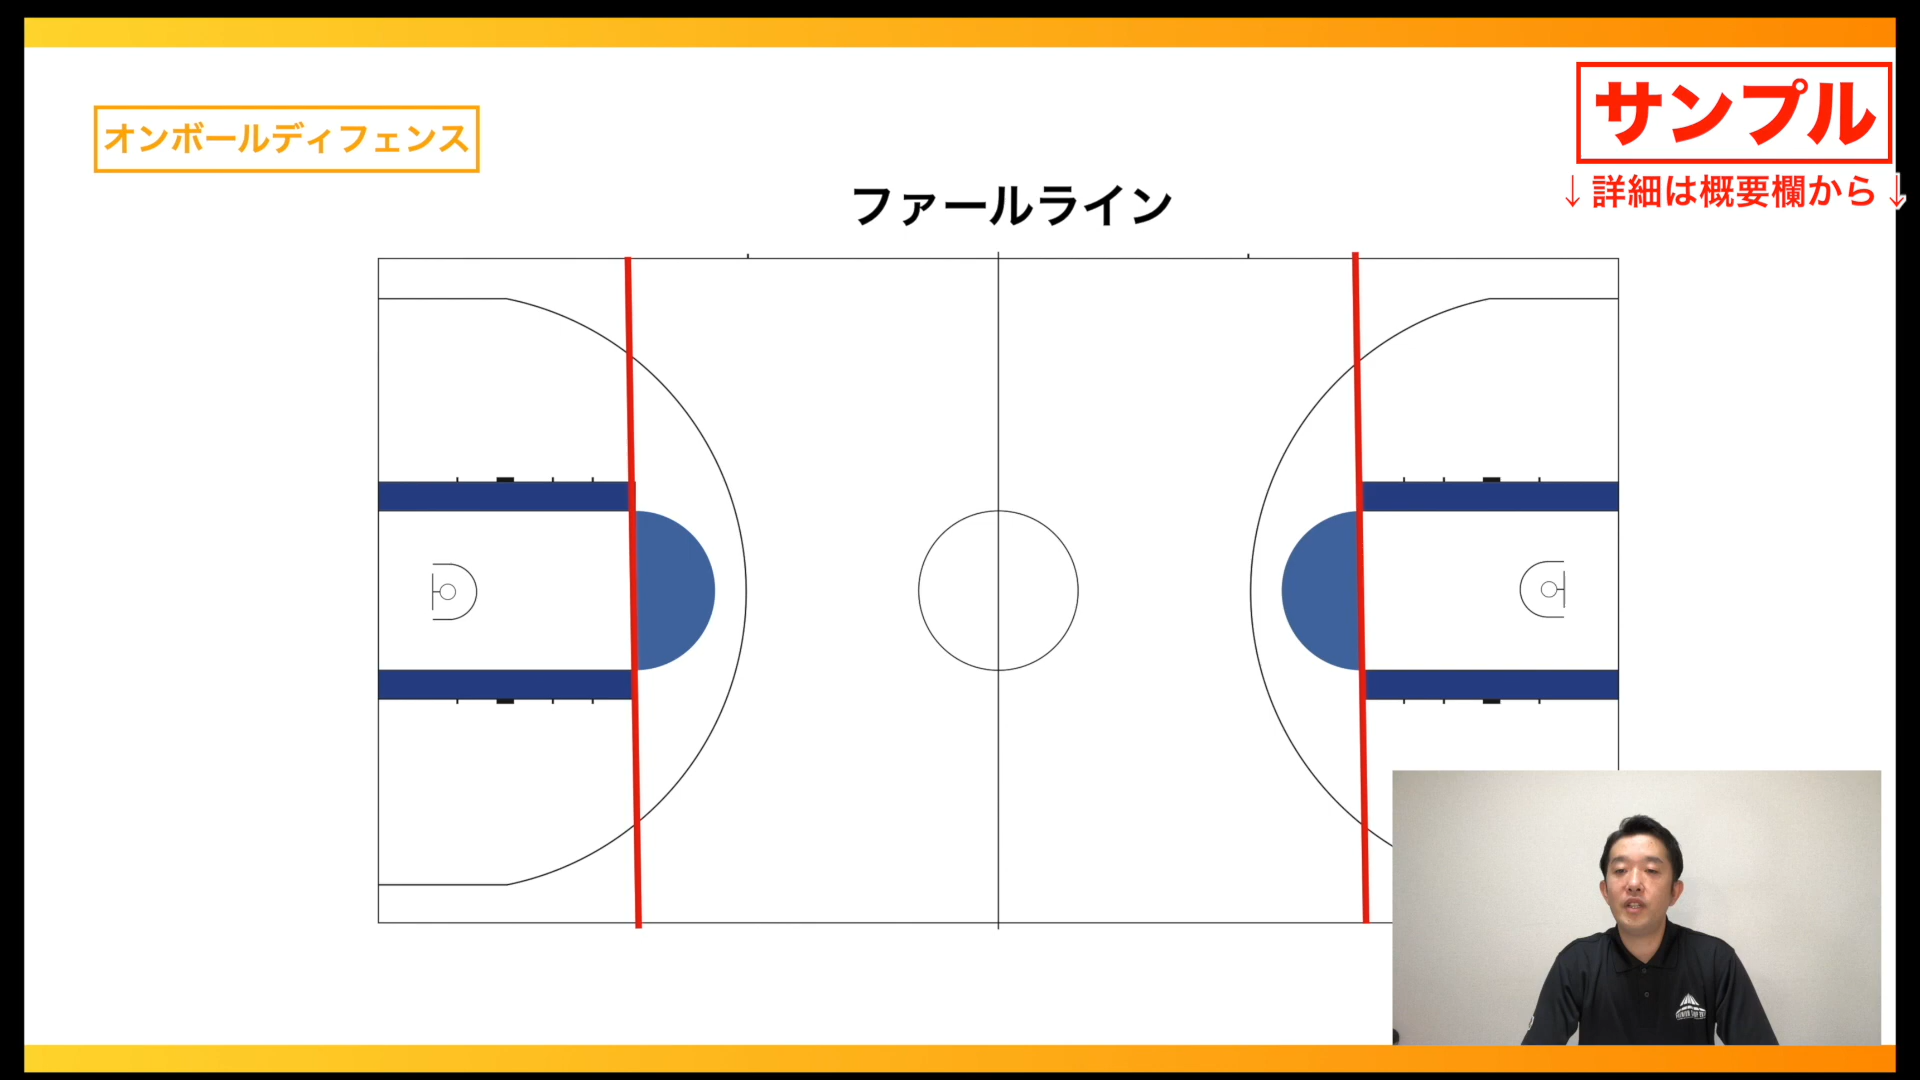 サンプル
オンボールディフェンス
↓詳細は概要欄から↓
ファールライン